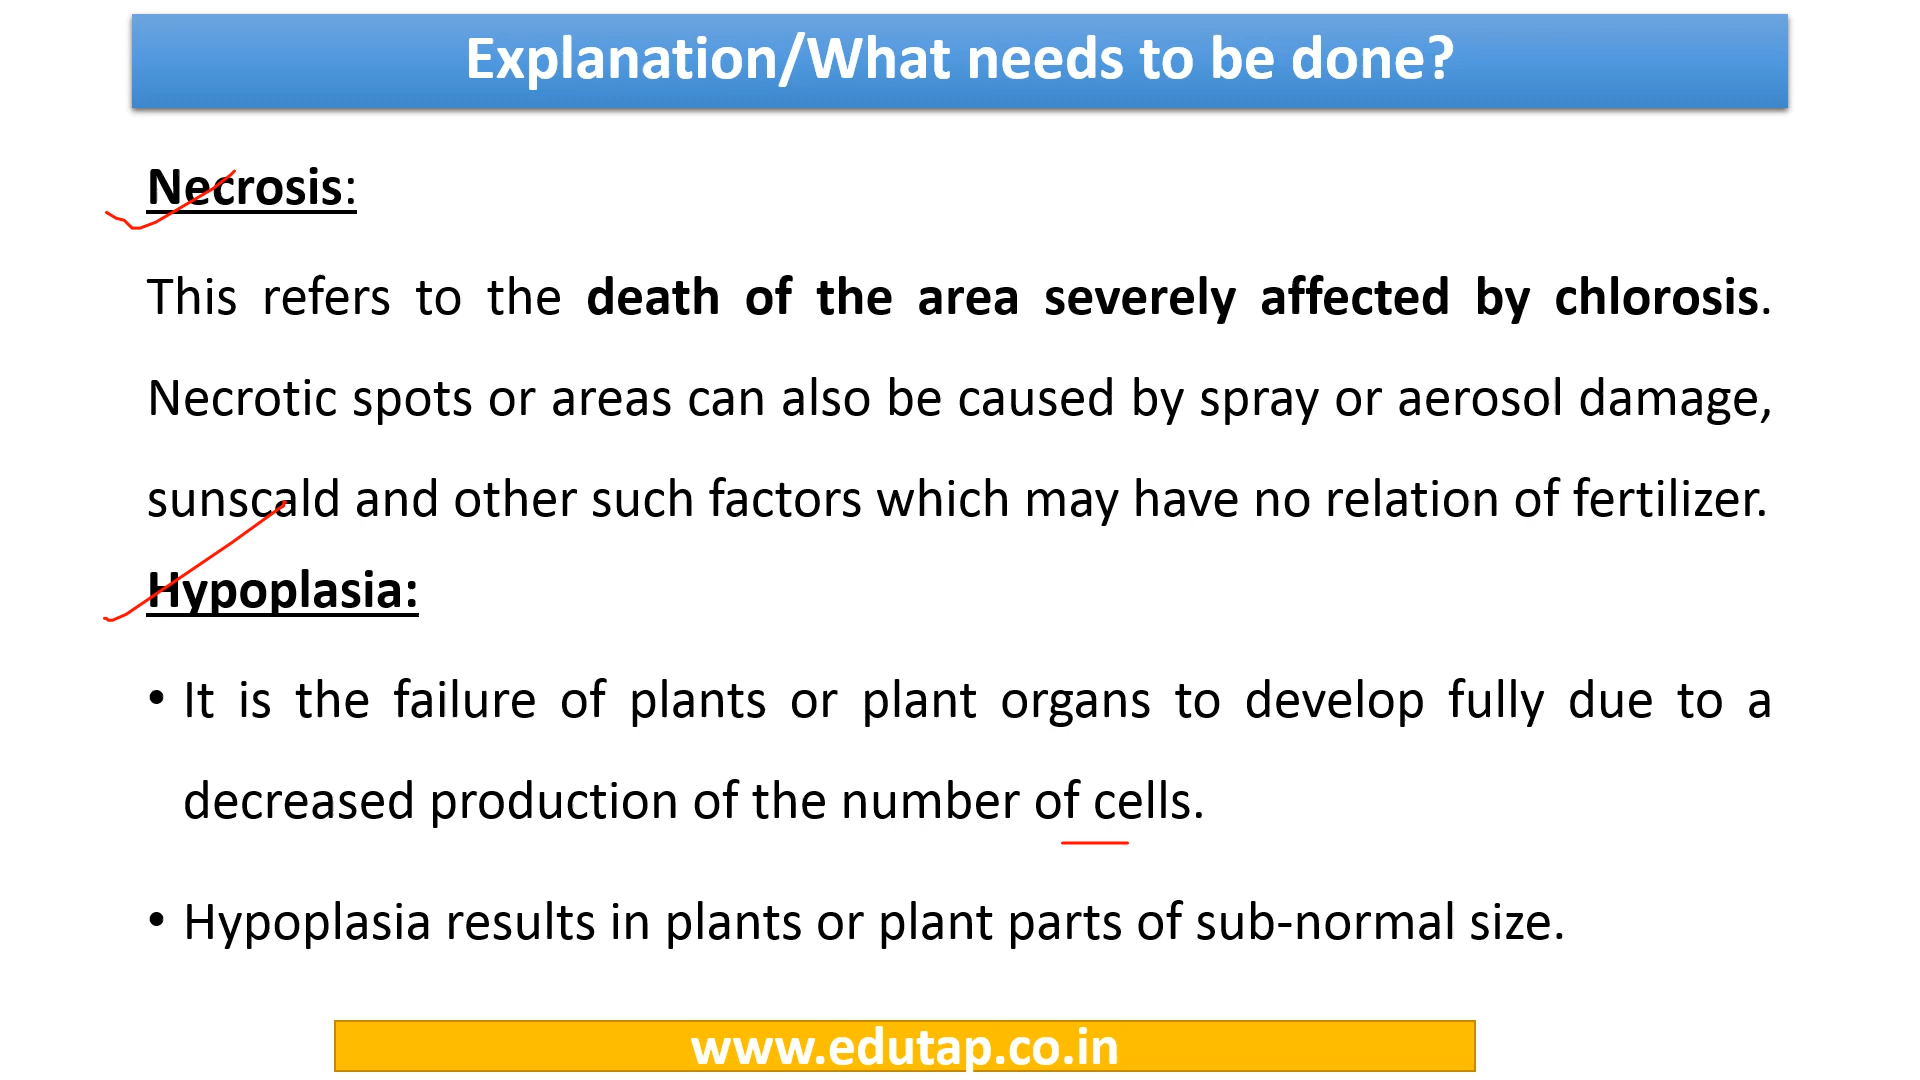 Explanation/What needs to be done?
Necrosis:
This refers to the death of the area severely affected by chlorosis.
Necrotic spots or areas can also be caused by spray or aerosol damage,
sunscald and other such factors which may have no relation of fertilizer.
Hypoplasia:
• It is the failure of plants or plant organs to develop fully due to a
decreased production of the number of cells.
• Hypoplasia results in plants or plant parts of sub-normal size.
www.edutap.co.in